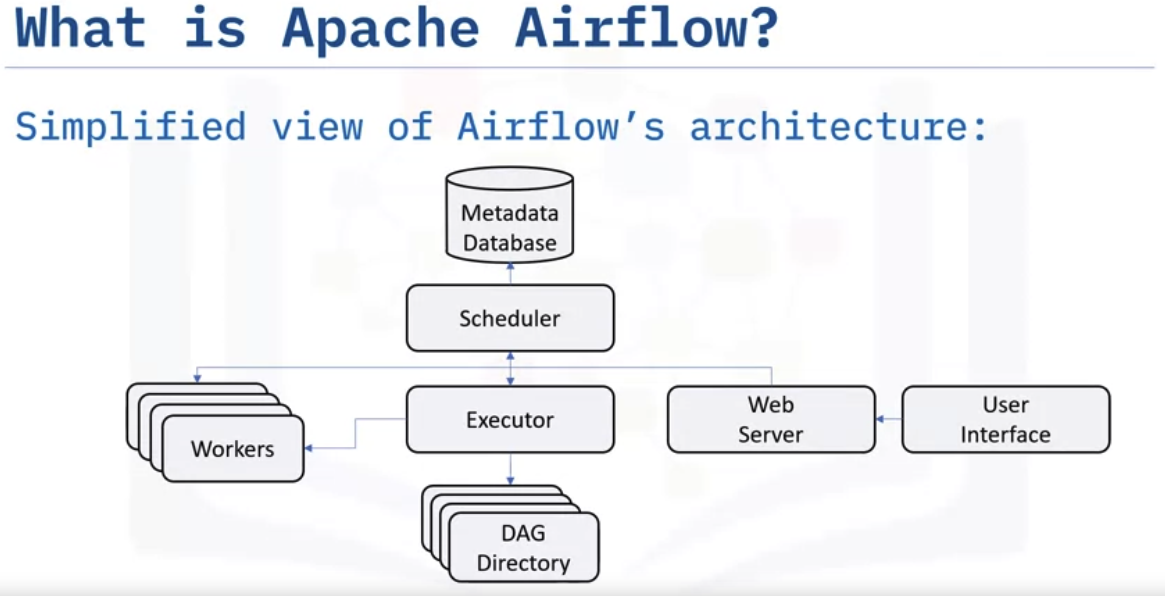 What is Apache Airflow?
Simplified view of Airflow’s architecture:
Metadata
Database
Scheduler
Workers
Executor
Web
Server
User
Interface
DAG
Directory